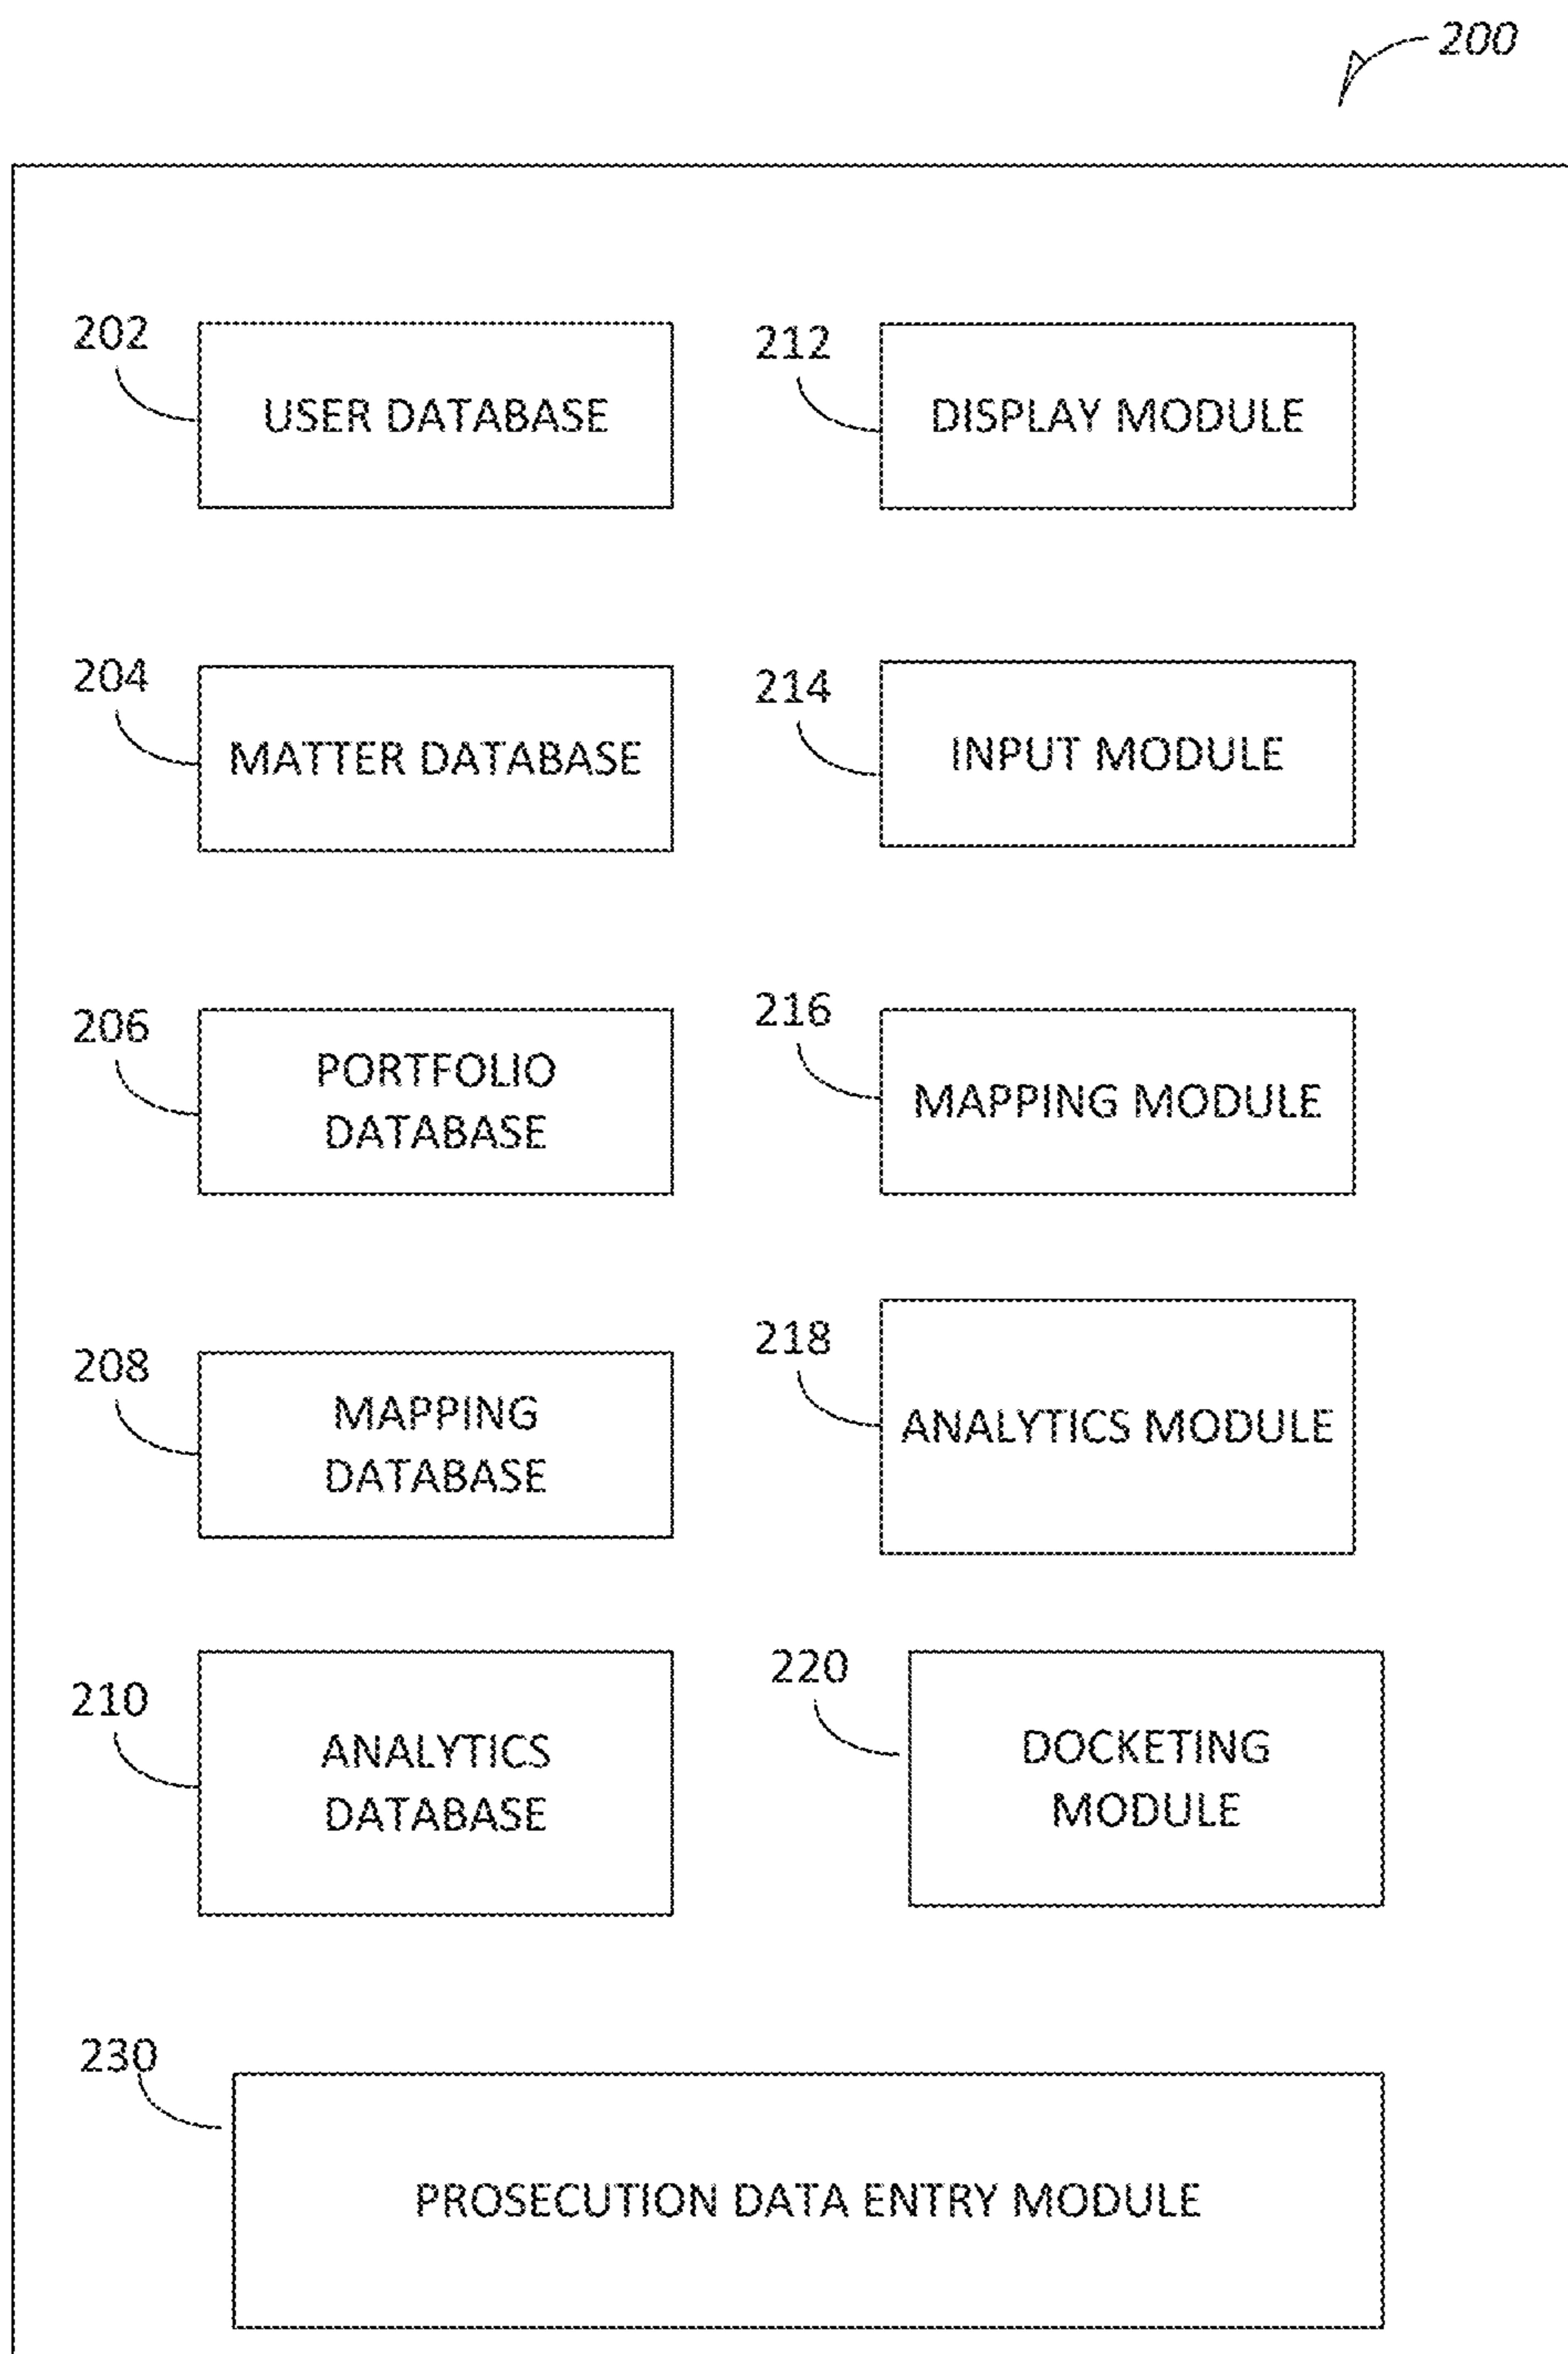 200
202
USER DATABASE
212
DISPLAY MODULE
204
MATTER DATABASE
214
INPUT MODULE
206
PORTFOLIO
DATABASE
216
MAPPING MODULE
208
MAPPING
DATABASE
218
ANALYTICS MODULE
210
ANALYTICS
DATABASE
220
DOCKETING
MODULE
230
PROSECUTION DATA ENTRY MODULE